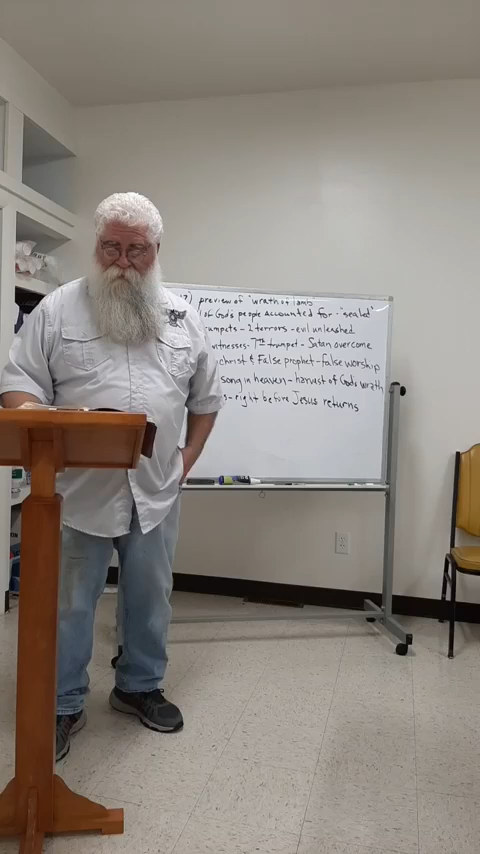 ) preview of "wrath of lamb
of God's people accounted for - "sealed"
rumpets - 2 terrors - evil unleashed
witnesses - 7th trumpet - Satan overcome
christ & False prophet - false worship
song in heaven - harvest of God's wrath
s - right before Jesus returns